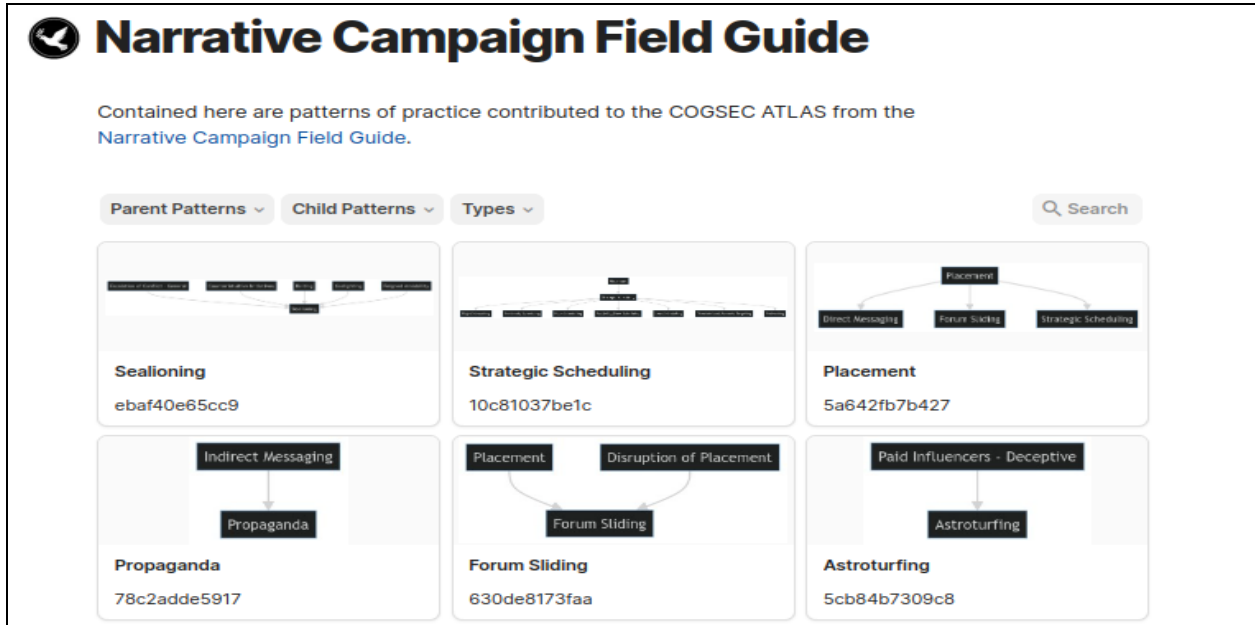 Narrative Campaign Field Guide
Contained here are patterns of practice contributed to the COGSEC ATLAS from the
Narrative Campaign Field Guide.
Parent Patterns Child Patterns Types Search
Sealioning
ebaf40e65cc9
Strategic Scheduling
10c81037be1c
Placement
Direct Messaging Forum Sliding Strategic Scheduling
Placement
5a642fb7b427
Indirect Messaging
Propaganda
Propaganda
78c2adde5917
Placement Disruption of Placement
Forum Sliding
Forum Sliding
630de8173faa
Paid Influencers - Deceptive
Astroturfing
Astroturfing
5cb84b7309c8